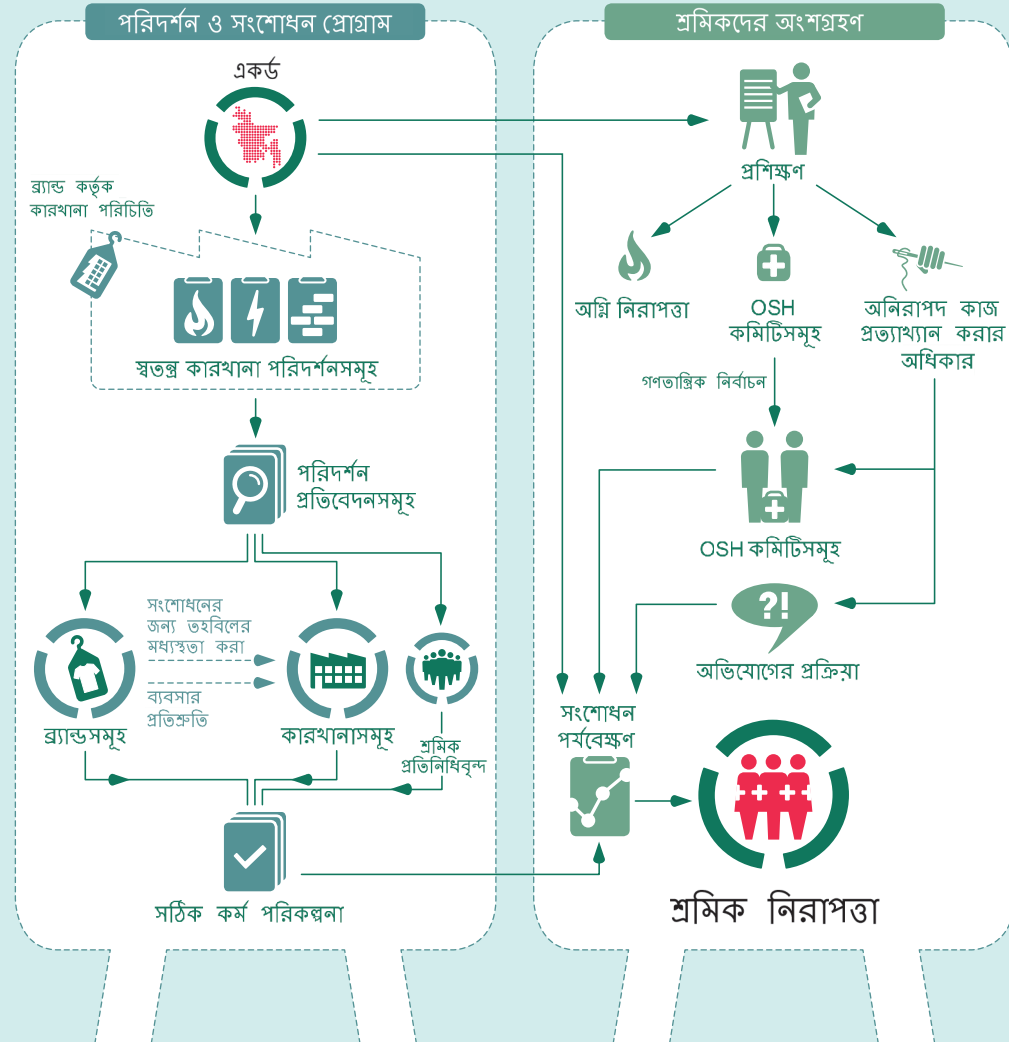 পরিদর্শন ও সংশোধন প্রোগ্রাম
একর্ড
ব্র্যান্ড কর্তৃক
কারখানা পরিচিতি
স্বতন্ত্র কারখানা পরিদর্শনসমূহ
পরিদর্শন
প্রতিবেদনসমূহ
সংশোধনের
জন্য তহবিলের
মধ্যস্থতা করা
ব্যবসার
প্রতিশ্রুতি
ব্র্যান্ডসমূহ
কারখানাসমূহ
শ্রমিক
প্রতিনিধিবৃন্দ
সঠিক কর্ম পরিকল্পনা
শ্রমিকদের অংশগ্রহণ
প্রশিক্ষণ
অগ্নি নিরাপত্তা
OSH
কমিটিসমূহ
অনিরাপদ কাজ
প্রত্যাখ্যান করার
অধিকার
গণতান্ত্রিক নির্বাচন
OSH কমিটিসমূহ
?!
অভিযোগের প্রক্রিয়া
সংশোধন
পর্যবেক্ষণ
শ্রমিক নিরাপত্তা